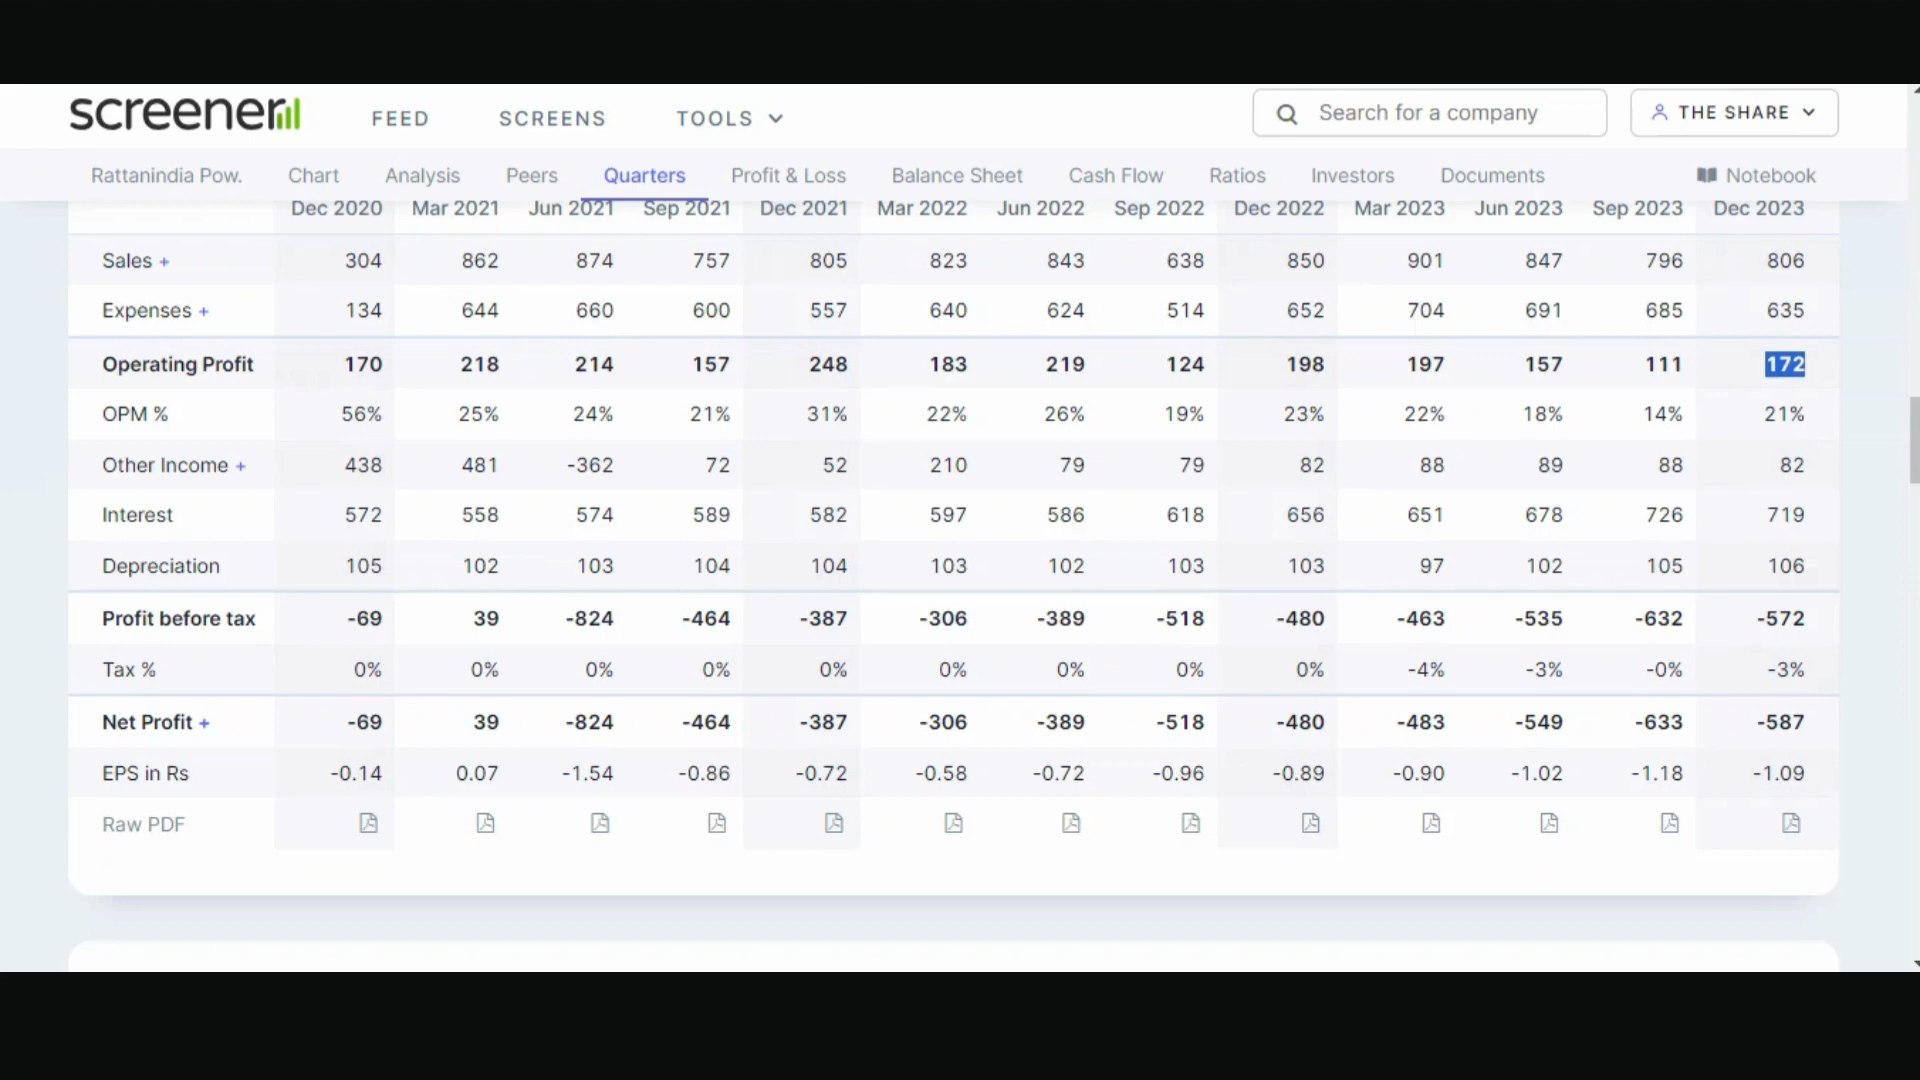 screener FEED SCREENS TOOLS Search for a company THE SHARE
Rattanindia Pow. Chart Analysis Peers Quarters Profit & Loss Balance Sheet Cash Flow Ratios Investors Documents Notebook
Dec 2020 Mar 2021 Jun 2021 Sep 2021 Dec 2021 Mar 2022 Jun 2022 Sep 2022 Dec 2022 Mar 2023 Jun 2023 Sep 2023 Dec 2023
Sales + 304 862 874 757 805 823 843 638 850 901 847 796 806
Expenses + 134 644 660 600 557 640 624 514 652 704 691 685 635
Operating Profit 170 218 214 157 248 183 219 124 198 197 157 111 172
OPM % 56% 25% 24% 21% 31% 22% 26% 19% 23% 22% 18% 14% 21%
Other Income + 438 481 -362 72 52 210 79 79 82 88 89 88 82
Interest 572 558 574 589 582 597 586 618 656 651 678 726 719
Depreciation 105 102 103 104 104 103 102 103 103 97 102 105 106
Profit before tax -69 39 -824 -464 -387 -306 -389 -518 -480 -463 -535 -632 -572
Tax % 0% 0% 0% 0% 0% 0% 0% 0% 0% -4% -3% -0% -3%
Net Profit + -69 39 -824 -464 -387 -306 -389 -518 -480 -483 -549 -633 -587
EPS in Rs -0.14 0.07 -1.54 -0.86 -0.72 -0.58 -0.72 -0.96 -0.89 -0.90 -1.02 -1.18 -1.09
Raw PDF